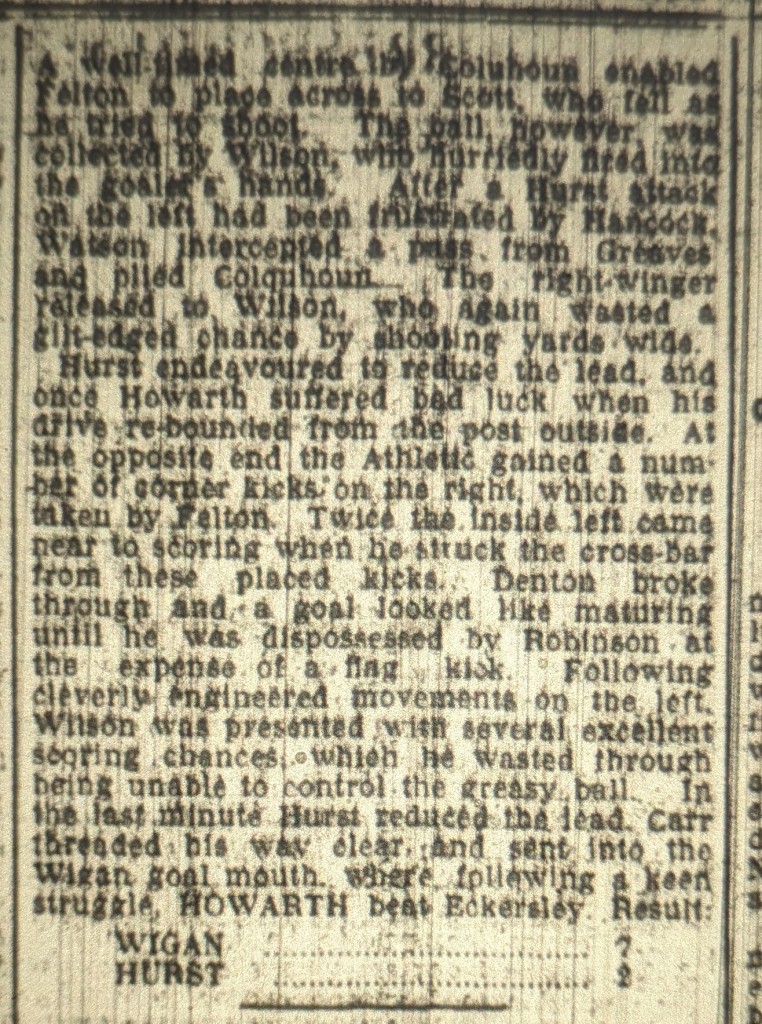 A well-timed centre by Coluhoun enabled
Felton to place across to Scott, who fell as
he tried to shoot. The ball, however, was
collected by Wilson, who hurriedly fired into
the goaler's hands. After a Hurst attack
on the left had been frustrated by Hancock,
Watson intercepted a pass from Greaves
and plied Colquhoun. The right-winger
released to Wilson, who again wasted a
gilt-edged chance by shooting yards wide.
Hurst endeavoured to reduce the lead, and
once Howarth suffered bad luck when his
drive re-bounded from the post outside. At
the opposite end the Athletic gained a num-
ber of corner kicks on the right, which were
taken by Felton. Twice the inside left came
near to scoring when he struck the cross-bar
from these placed kicks. Denton broke
through and a goal looked like maturing
until he was dispossessed by Robinson at
the expense of a flag kick. Following
cleverly engineered movements on the left,
Wilson was presented with several excellent
scoring chances, which he wasted through
being unable to control the greasy ball. In
the last minute Hurst reduced the lead. Carr
threaded his way clear, and sent into the
Wigan goal mouth, where following a keen
struggle, HOWARTH beat Eckersley. Result:
WIGAN ........................ 7
HURST ........................ 2